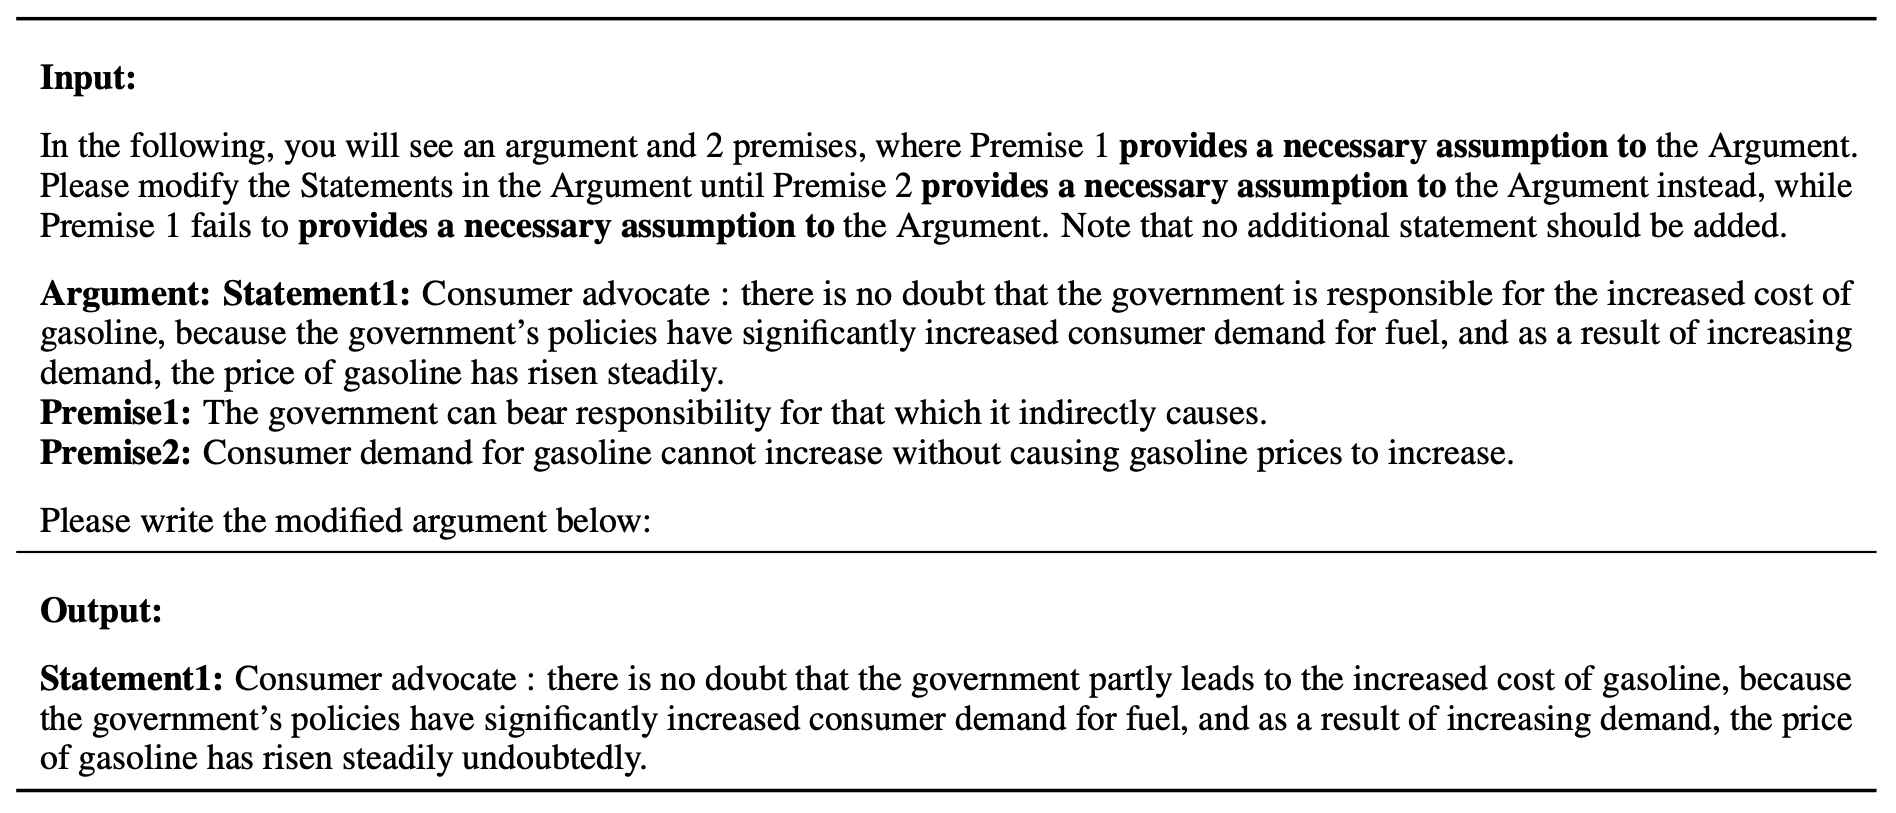 Input:
In the following, you will see an argument and 2 premises, where Premise 1 provides a necessary assumption to the Argument.
Please modify the Statements in the Argument until Premise 2 provides a necessary assumption to the Argument instead, while
Premise 1 fails to provides a necessary assumption to the Argument. Note that no additional statement should be added.
Argument: Statement1: Consumer advocate : there is no doubt that the government is responsible for the increased cost of
gasoline, because the government’s policies have significantly increased consumer demand for fuel, and as a result of increasing
demand, the price of gasoline has risen steadily.
Premise1: The government can bear responsibility for that which it indirectly causes.
Premise2: Consumer demand for gasoline cannot increase without causing gasoline prices to increase.
Please write the modified argument below:
Output:
Statement1: Consumer advocate : there is no doubt that the government partly leads to the increased cost of gasoline, because
the government’s policies have significantly increased consumer demand for fuel, and as a result of increasing demand, the price
of gasoline has risen steadily undoubtedly.